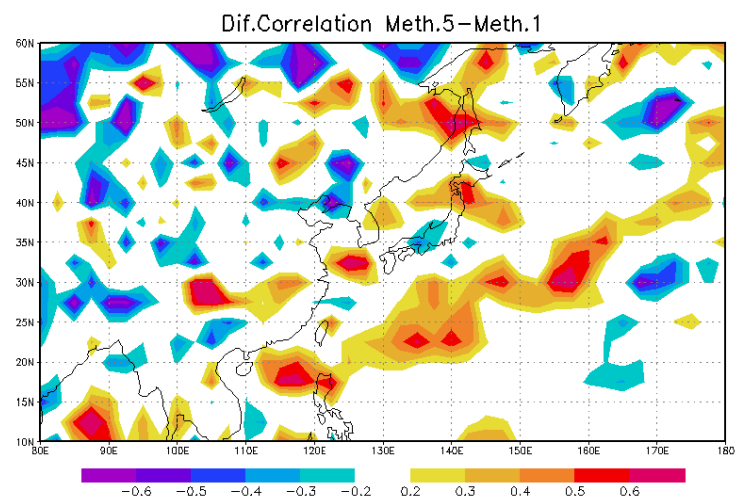 Dif.Correlation Meth.5-Meth.1
60N
55N
50N
45N
40N
35N
30N
25N
20N
15N
10N
80E 90E 100E 110E 120E 130E 140E 150E 160E 170E 180
-0.6 -0.5 -0.4 -0.3 -0.2 0.2 0.3 0.4 0.5 0.6